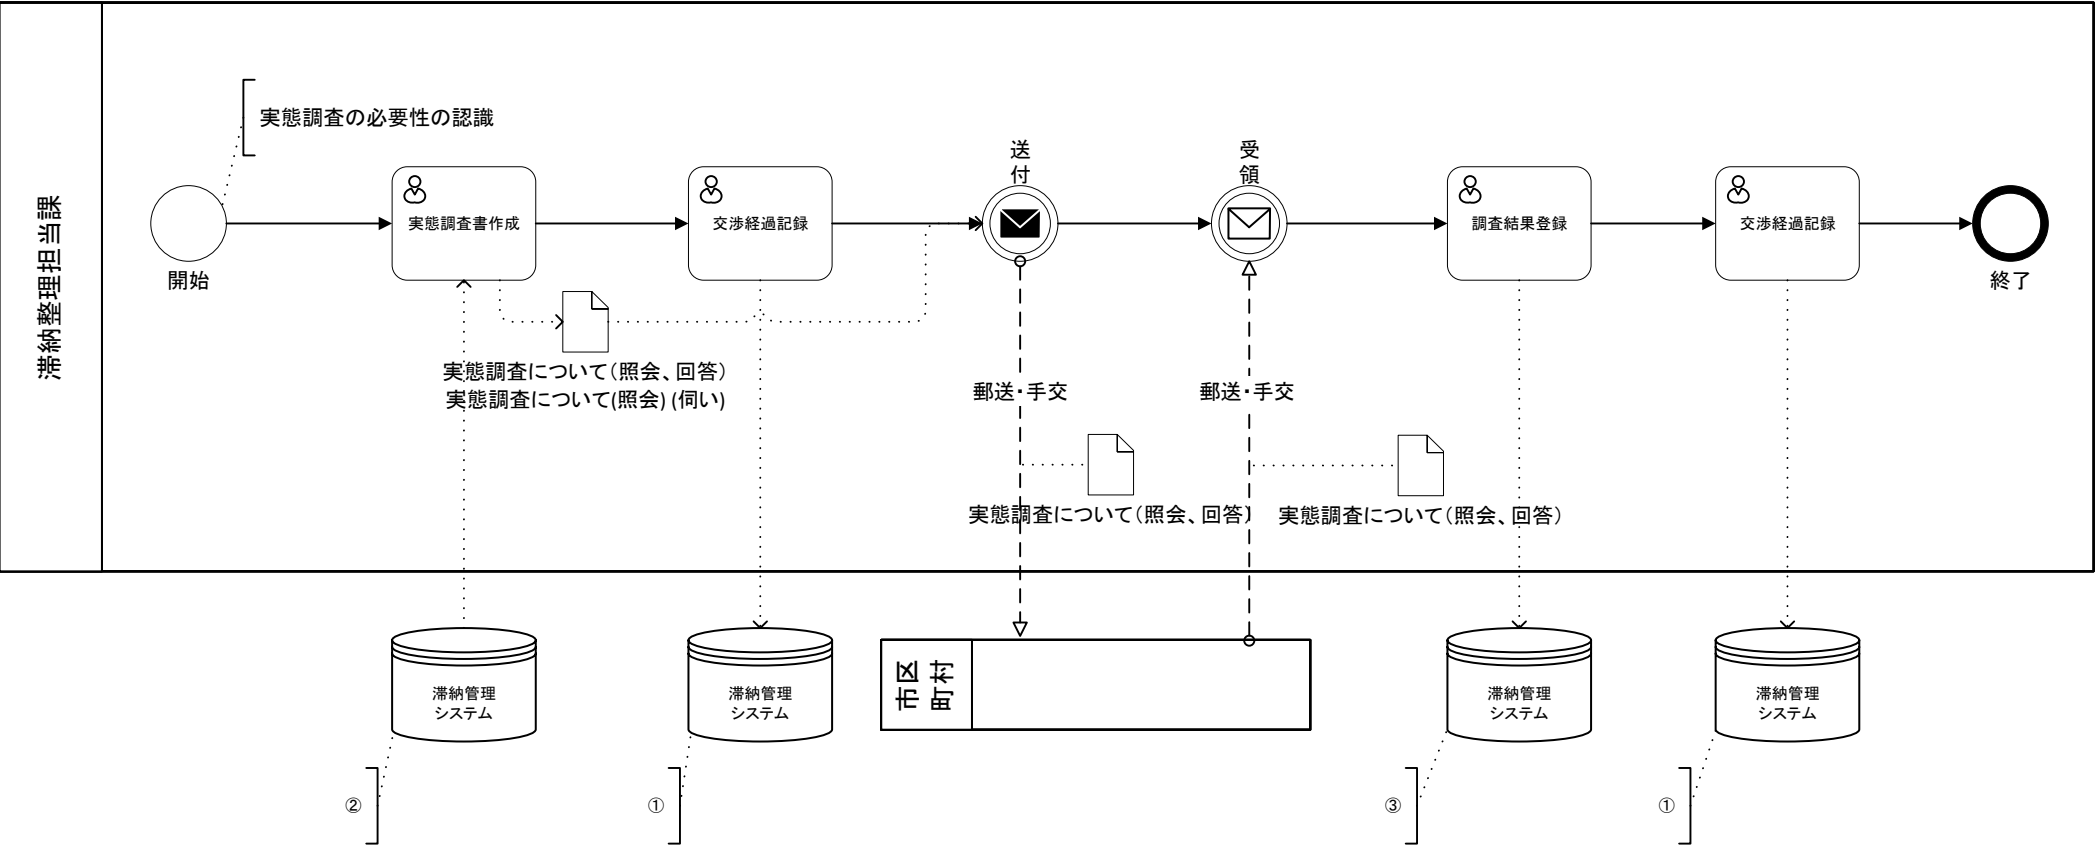 滞納整理担当課
実態調査の必要性の認識
開始
実態調査書作成
交渉経過記録
送付
受領
調査結果登録
交渉経過記録
終了
実態調査について（照会、回答）
実態調査について(照会) (伺い)
郵送・手交
郵送・手交
実態調査について（照会、回答）
実態調査について（照会、回答）
滞納管理
システム
滞納管理
システム
市区
町村
滞納管理
システム
滞納管理
システム
②
①
③
①